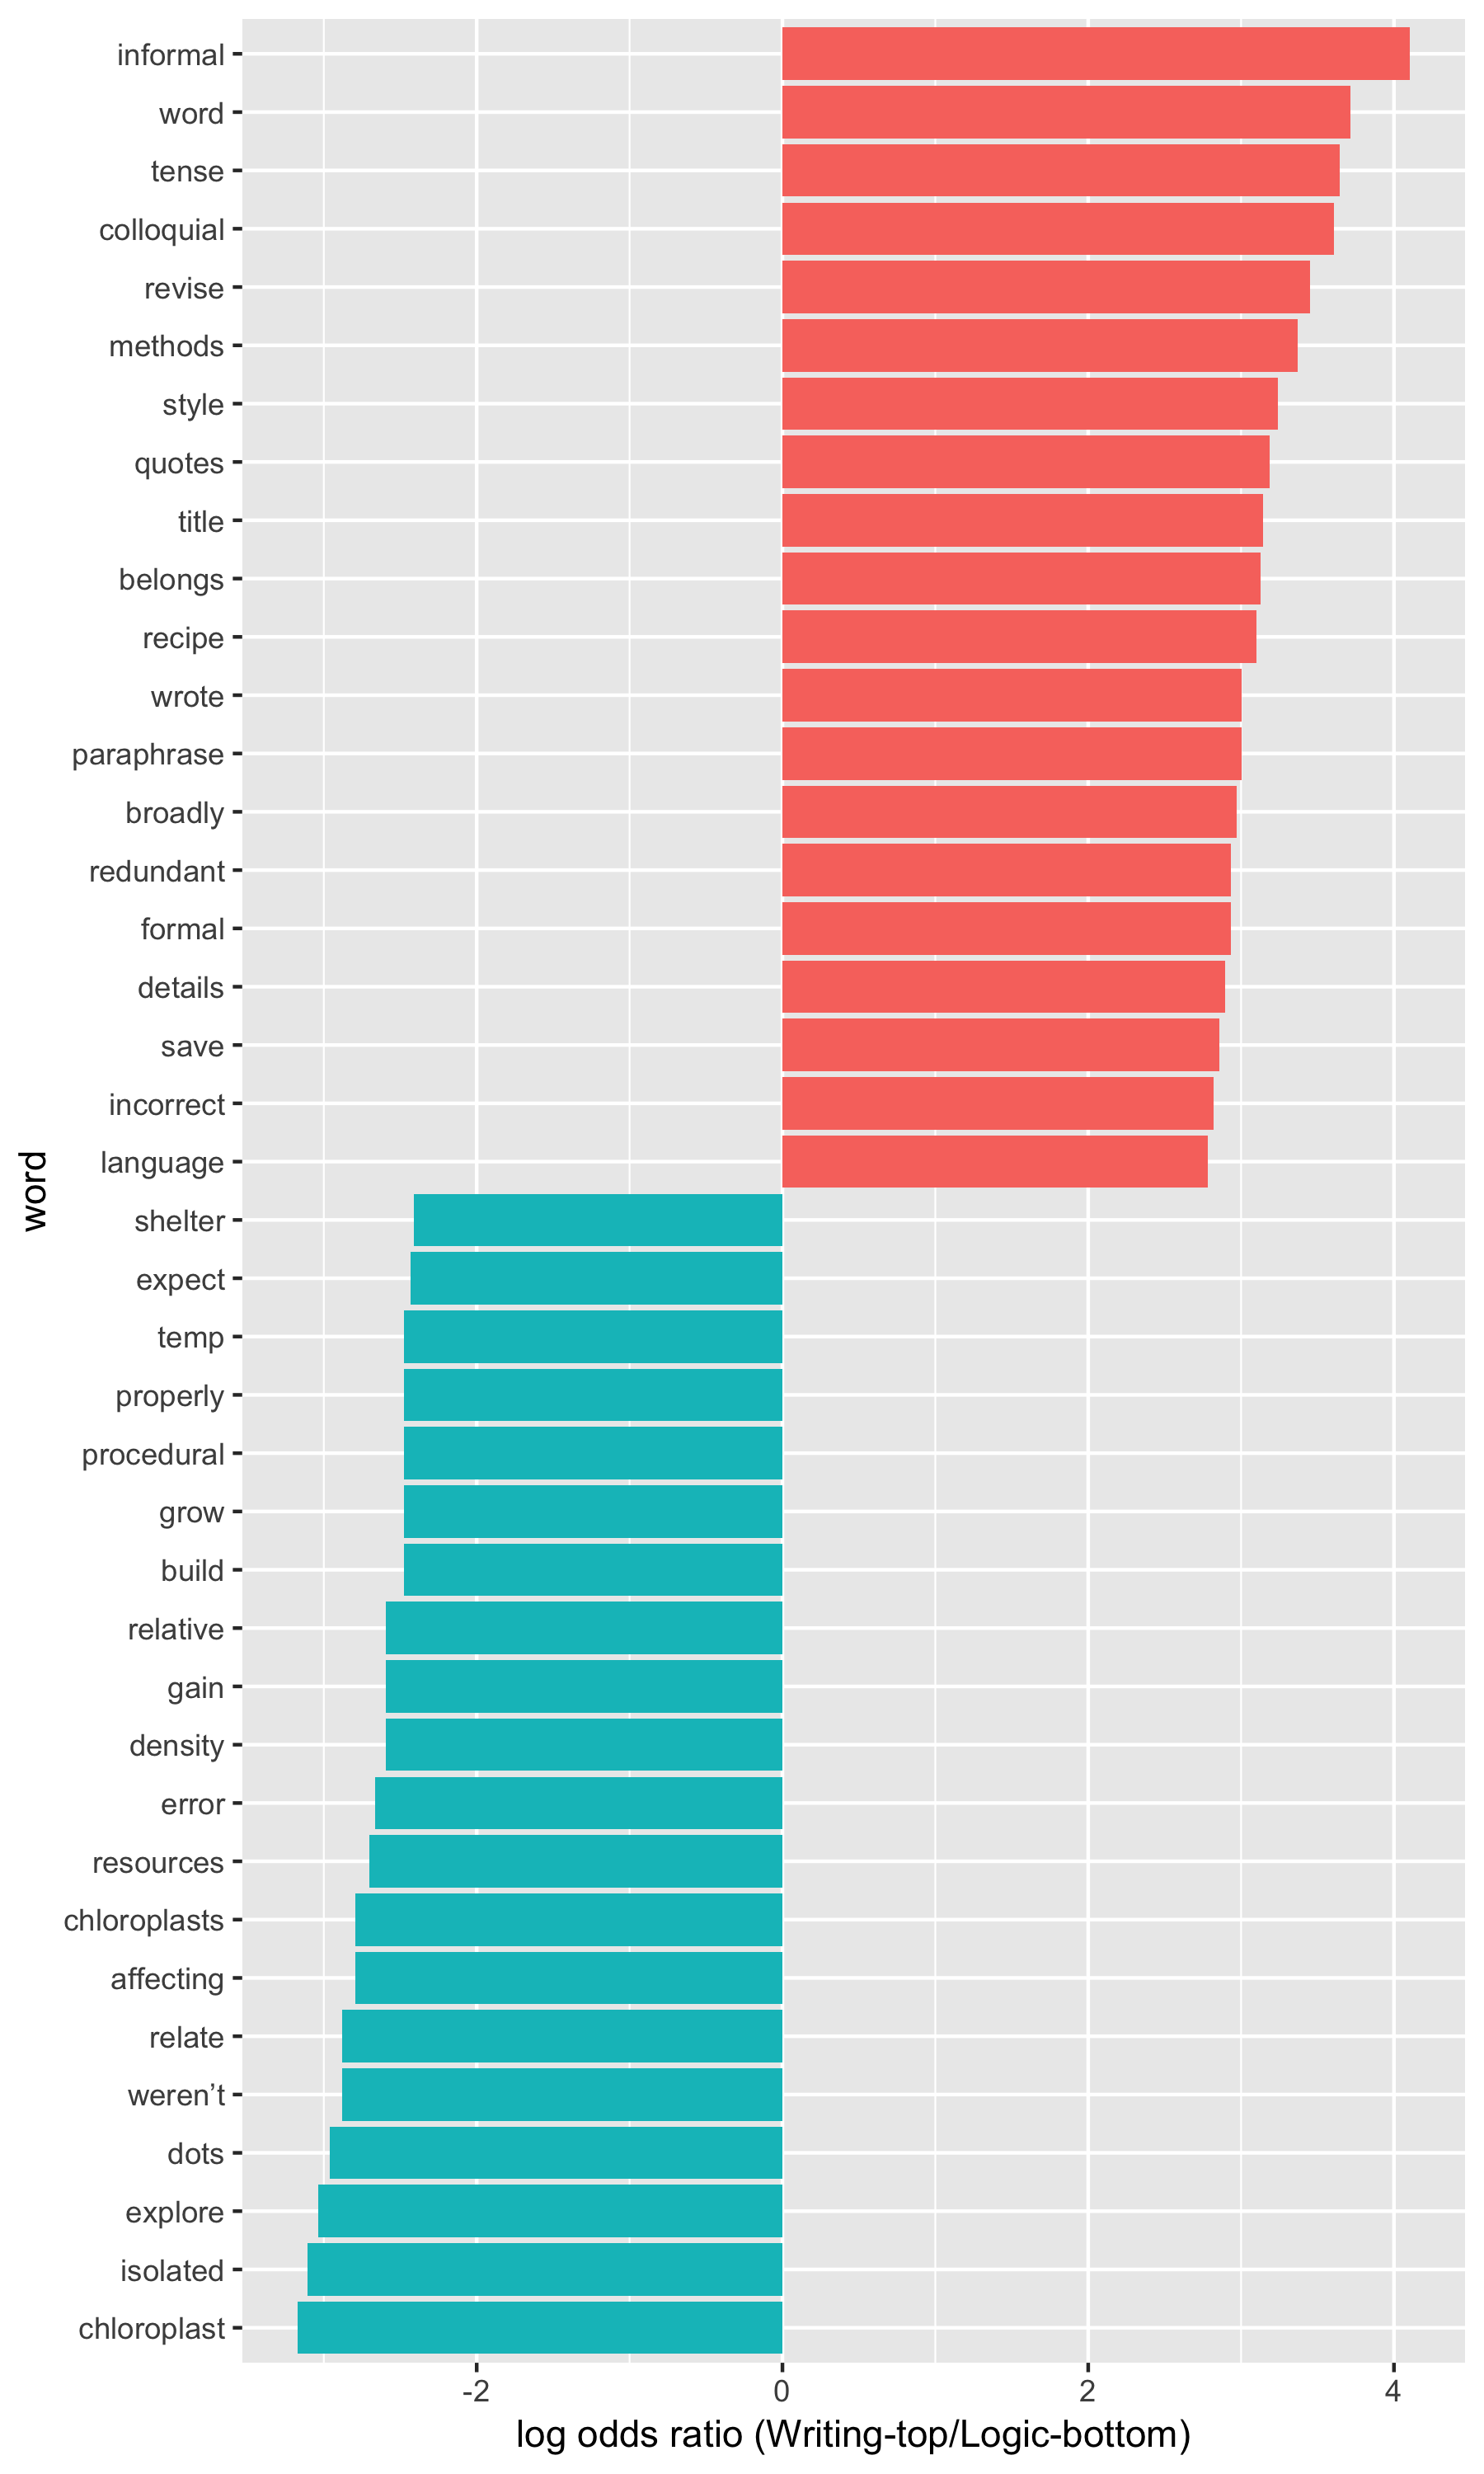 informal
word
tense
colloquial
revise
methods
style
quotes
title
belongs
recipe
wrote
paraphrase
broadly
redundant
formal
details
save
incorrect
language
shelter
expect
temp
properly
procedural
grow
build
relative
gain
density
error
resources
chloroplasts
affecting
relate
weren’t
dots
explore
isolated
chloroplast
word
-2 0 2 4
log odds ratio (Writing-top/Logic-bottom)